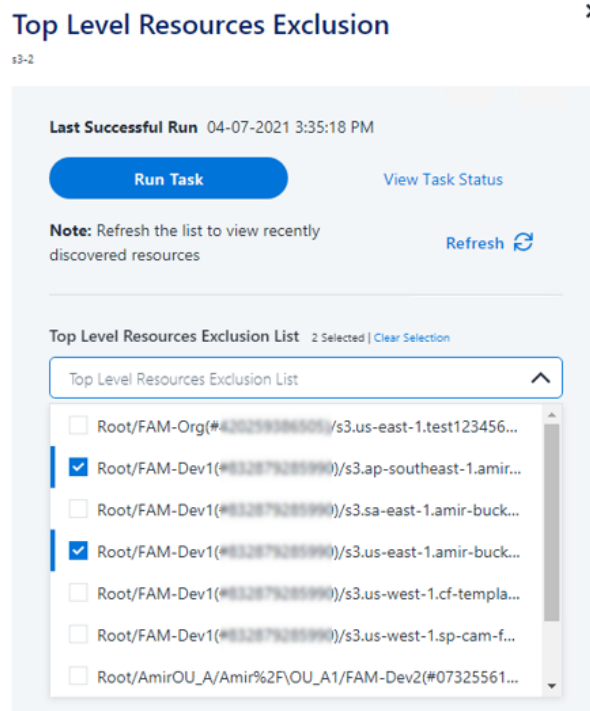 Top Level Resources Exclusion
s3-2
Last Successful Run 04-07-2021 3:35:18 PM
Run Task
View Task Status
Note: Refresh the list to view recently
discovered resources
Refresh
Top Level Resources Exclusion List 2 Selected | Clear Selection
Top Level Resources Exclusion List
Root/FAM-Org(# /s3.us-east-1.test123456...
Root/FAM-Dev1( )/s3.ap-southeast-1.amir...
Root/FAM-Dev1( )/s3.sa-east-1.amir-buck...
Root/FAM-Dev1( )/s3.us-east-1.amir-buck...
Root/FAM-Dev1( )/s3.us-west-1.cf-templa...
Root/FAM-Dev1( )/s3.us-west-1.sp-cam-f...
Root/AmirOU_A/Amir%2F\OU_A1/FAM-Dev2(#07325561...